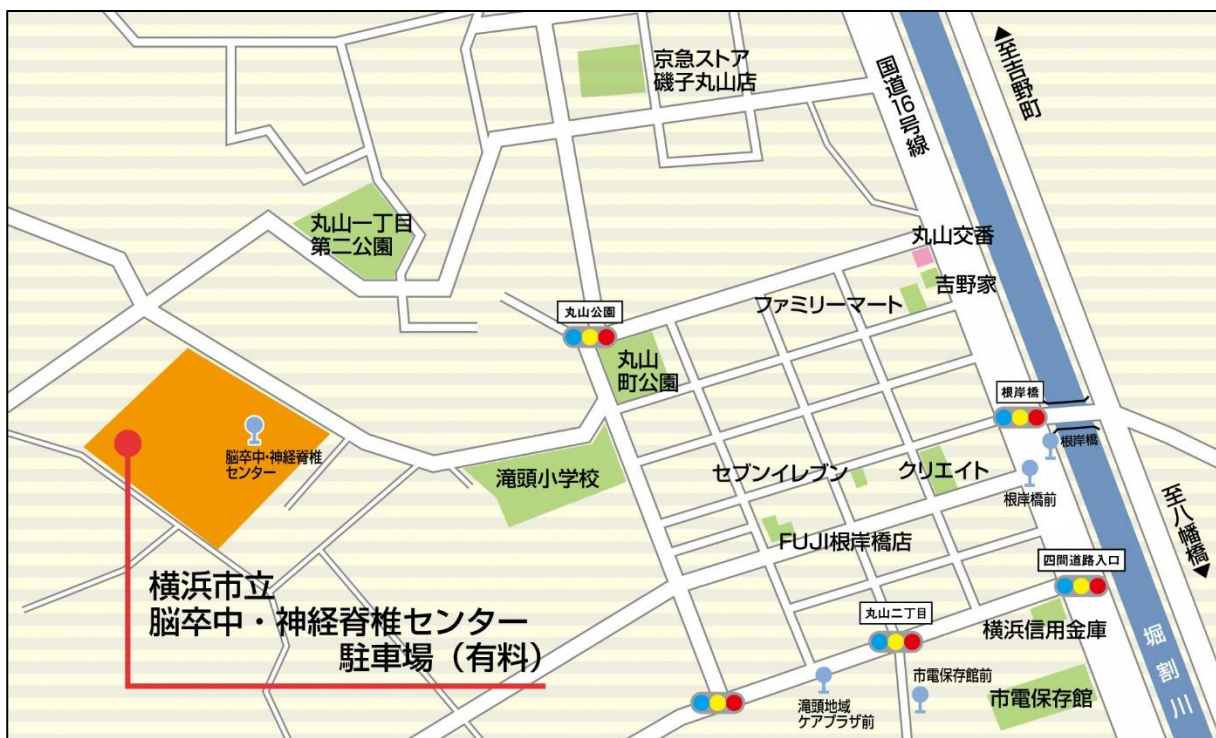 京急ストア
磯子丸山店
国道16号線
至吉野町
丸山一丁目
第二公園
丸山交番
吉野家
ファミリーマート
丸山公園
丸山
町公園
根岸橋
根岸橋
脳卒中・神経脊椎
センター
滝頭小学校
セブンイレブン
クリエイト
根岸橋前
至八幡橋
FUJI根岸橋店
四間道路入口
横浜市立
脳卒中・神経脊椎センター
駐車場（有料）
丸山二丁目
横浜信用金庫
堀割川
市電保存館前
市電保存館
滝頭地域
ケアプラザ前